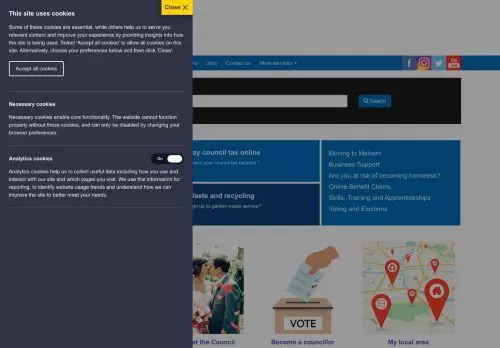 Close ✕
This site uses cookies
Some of these cookies are essential, while others help us to serve you
relevant content and improve your experience by providing insights into how
the site is being used. Select 'Accept all cookies' to allow all cookies on this
site. Alternatively, choose your preferences below and then click 'Close'
Accept all cookies
Necessary cookies
Necessary cookies enable core functionality. The website cannot function
properly without these cookies, and can only be disabled by changing your
browser preferences.
Analytics cookies
On
Analytics cookies help us to collect useful data including how you use and
interact with our site and which pages you visit. We use this information for
reporting, to identify website usage trends and understand how we can
improve the site to better meet your needs.
Jobs Contact us More services
Search
council tax online
your council tax balance
Moving to Malvern
Business Support
Are you at risk of becoming homeless?
Online Benefit Claims
Skills, Training and Apprenticeships
Voting and Elections
and recycling
up to garden waste service
VOTE
at the Council
Become a councillor
My local area